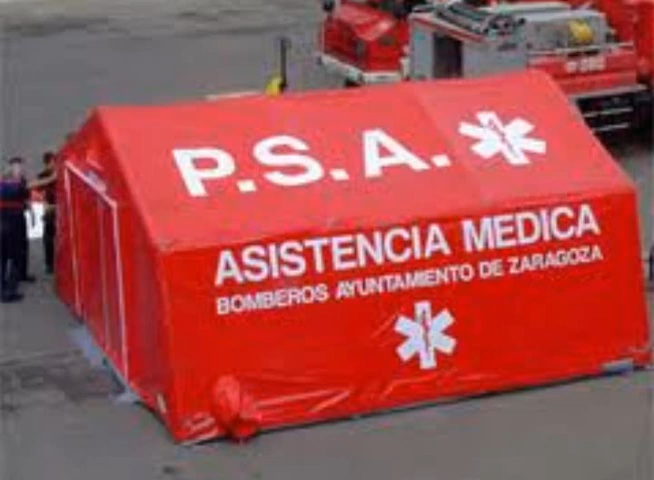 P.S.A.
ASISTENCIA MEDICA
BOMBEROS AYUNTAMIENTO DE ZARAGOZA